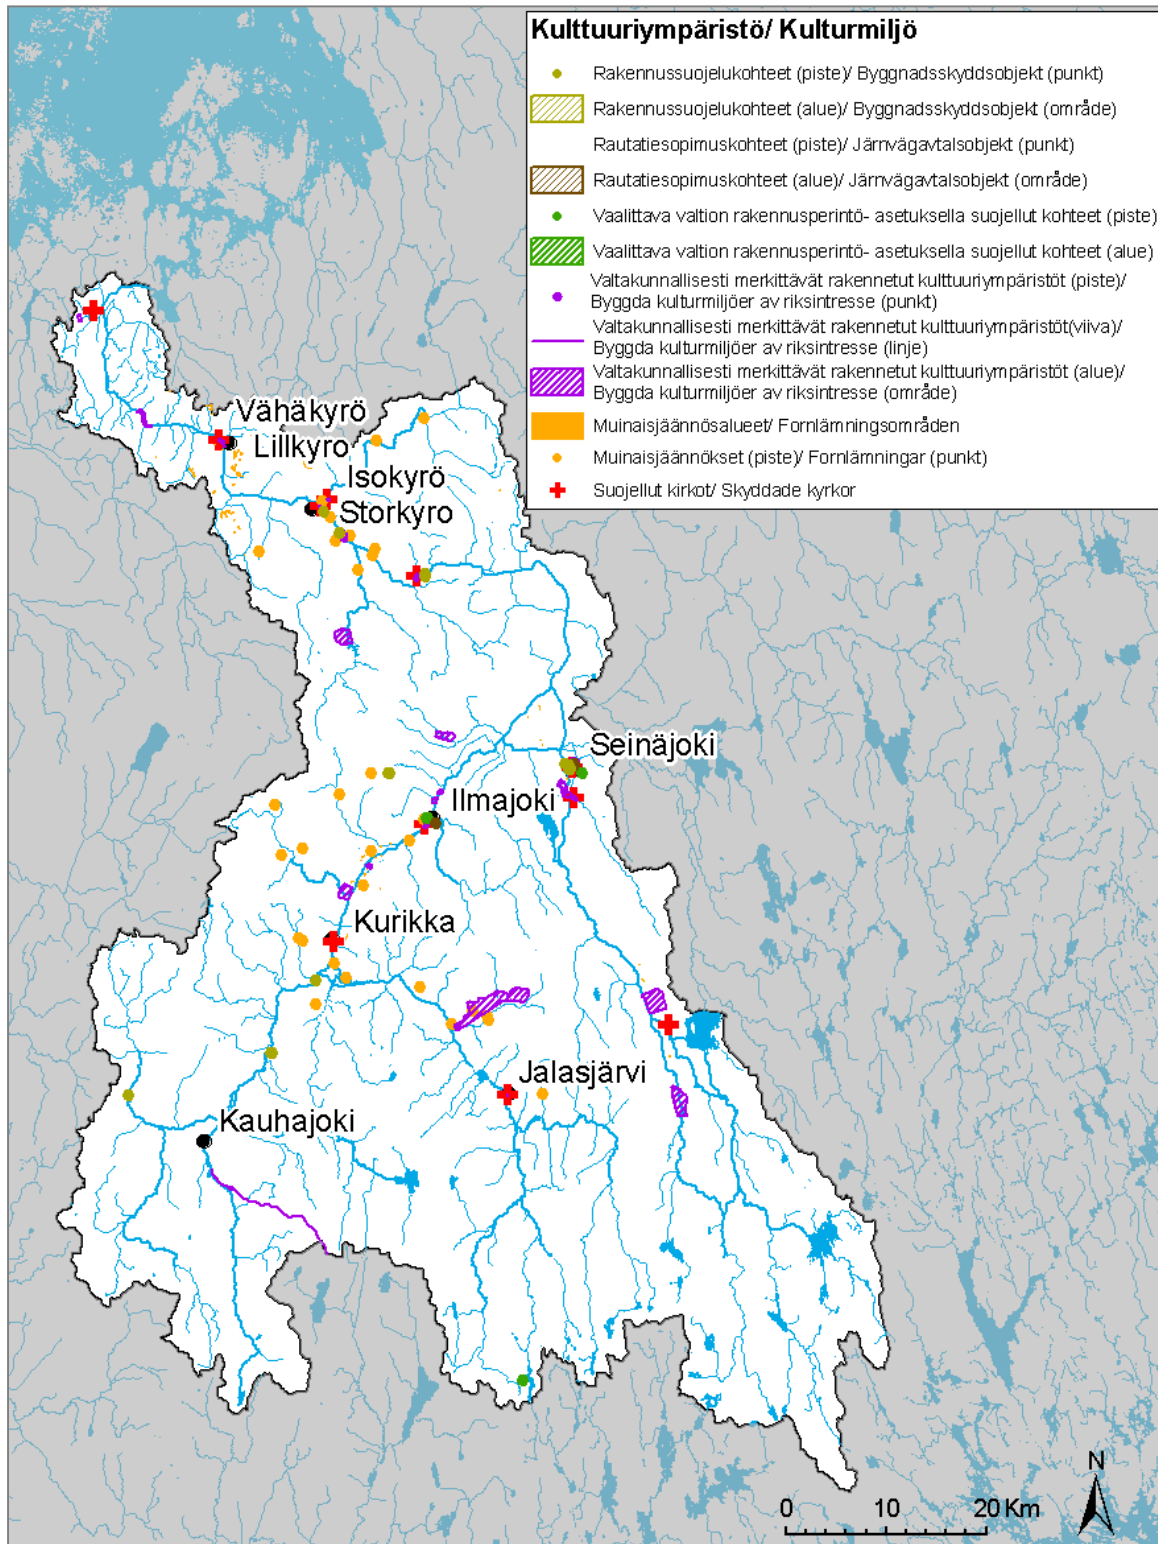 Kulttuuriympäristö/ Kulturmiljö
Rakennussuojelukohteet (piste)/ Byggnadsskyddsobjekt (punkt)
Rakennussuojelukohteet (alue)/ Byggnadsskyddsobjekt (område)
Rautatiesopimuskohteet (piste)/ Järnvägavtalsobjekt (punkt)
Rautatiesopimuskohteet (alue)/ Järnvägavtalsobjekt (område)
Vaalittava valtion rakennusperintö- asetuksella suojellut kohteet (piste)
Vaalittava valtion rakennusperintö- asetuksella suojellut kohteet (alue)
Valtakunnallisesti merkittävät rakennetut kulttuuriympäristöt (piste)/
Byggda kulturmiljöer av riksintresse (punkt)
Valtakunnallisesti merkittävät rakennetut kulttuuriympäristöt(viiva)/
Byggda kulturmiljöer av riksintresse (linje)
Valtakunnallisesti merkittävät rakennetut kulttuuriympäristöt (alue)/
Byggda kulturmiljöer av riksintresse (område)
Muinaisjäännösalueet/ Fornlämningsområden
Muinaisjäännökset (piste)/ Fornlämningar (punkt)
Suojellut kirkot/ Skyddade kyrkor
Vähäkyrö
Lillkyro
Isokyrö
Storkyro
Seinäjoki
Ilmajoki
Kurikka
Jalasjärvi
Kauhajoki
N
0 10 20 Km